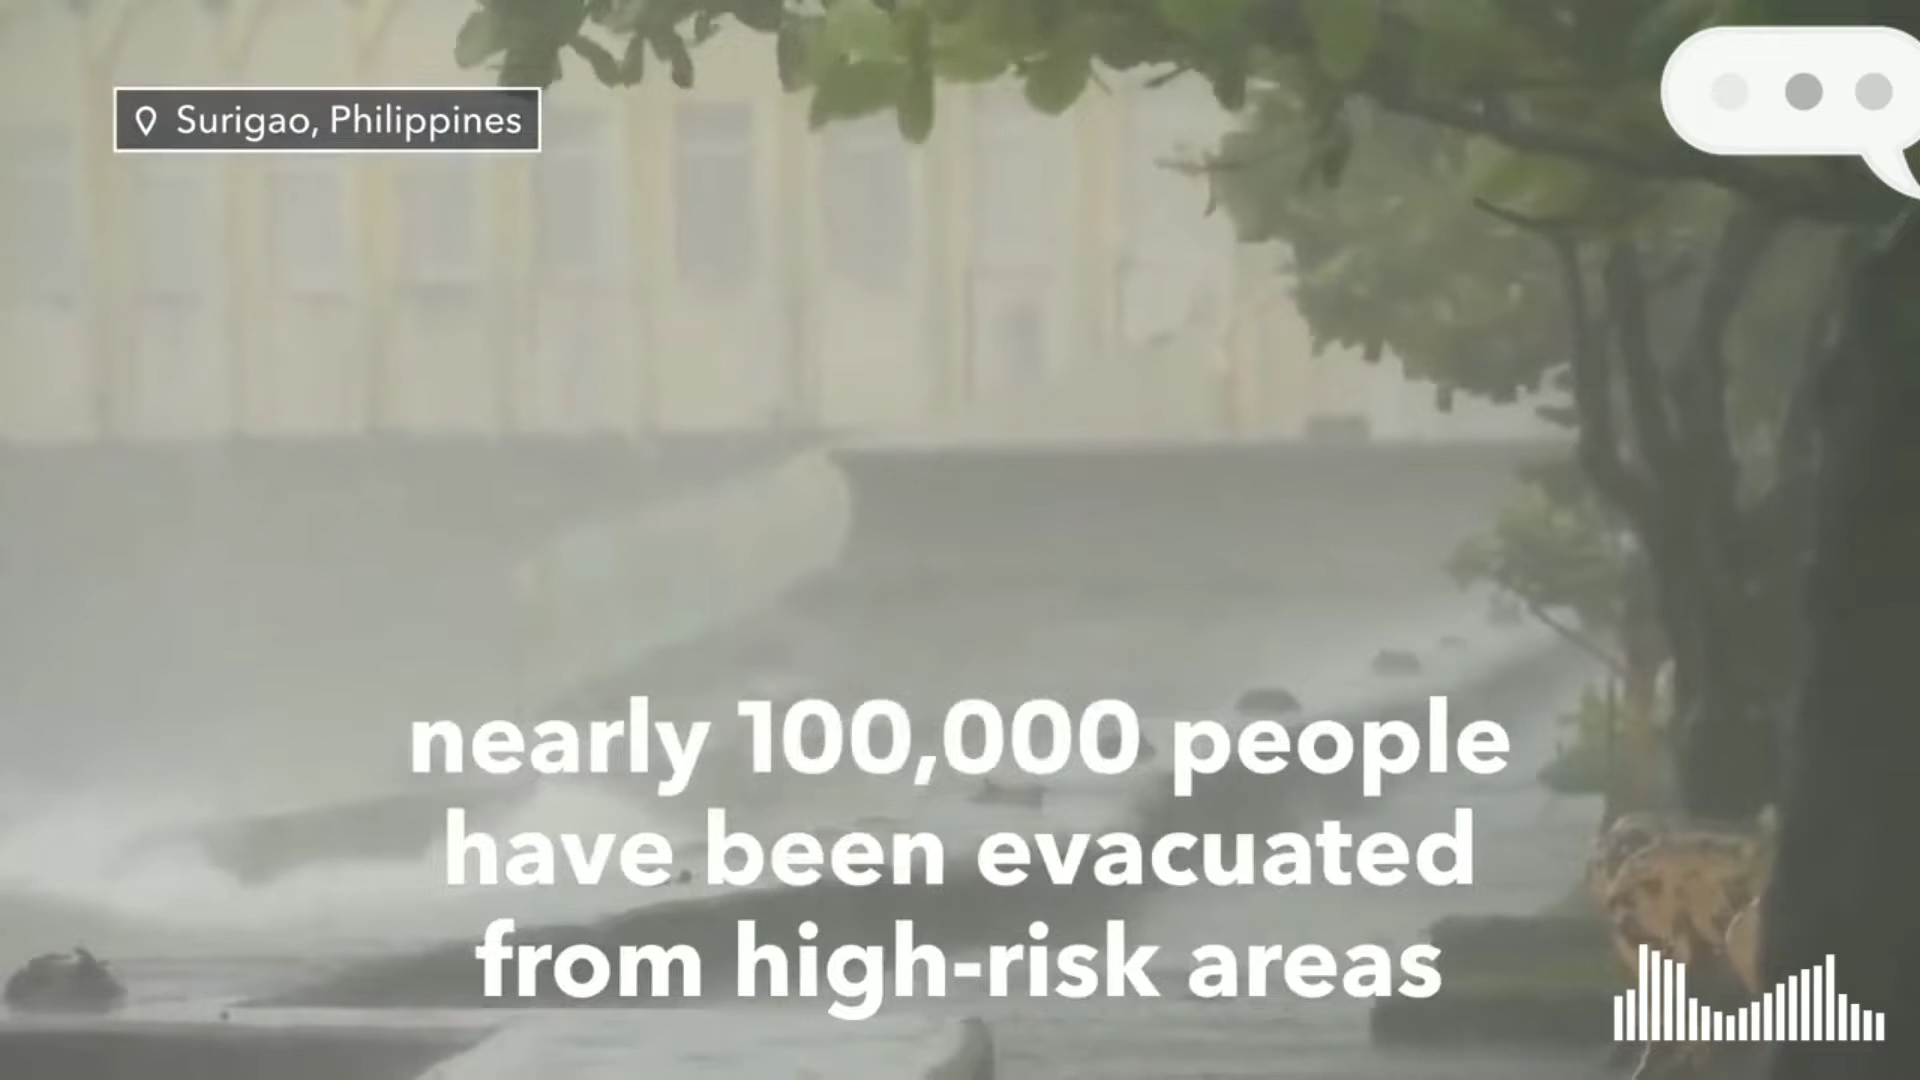 Surigao, Philippines
nearly 100,000 people
have been evacuated
from high-risk areas